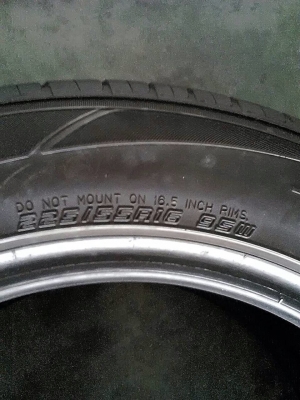 DO NOT MOUNT ON 16.5 INCH RIMS.
225/55R16 95W